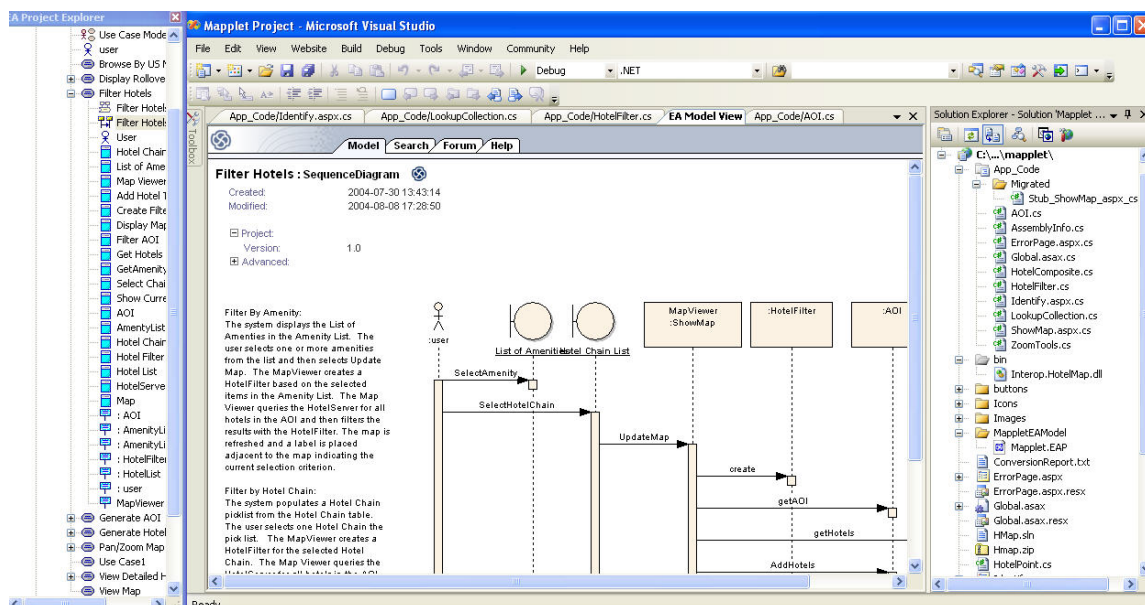 EA Project Explorer
Use Case Mode
user
Browse By US
Display Rollove
Filter Hotels
Filter Hotel
Filter Hotel
User
Hotel Chain
List of Ame
Map Viewer
Add Hotel
Create Filte
Display Map
Filter AOI
Get Hotels
GetAmenity
Select Chai
Show Curre
AOI
AmentyList
Hotel Chain
Hotel Filter
Hotel List
HotelServe
Map
: AOI
: AmenityLi
: AmenityLi
: HotelFilter
: HotelList
: user
MapViewer
Generate AOI
Generate Hotel
Pan/Zoom Map
Use Case1
View Detailed H
View Map
Mapplet Project - Microsoft Visual Studio
File Edit View Website Build Debug Tools Window Community Help
Debug .NET
Toolbox
App_Code/Identify.aspx.cs App_Code/LookupCollection.cs App_Code/HotelFilter.cs EA Model View App_Code/AOI.cs
Model Search Forum Help
Filter Hotels : SequenceDiagram
Created: 2004-07-30 13:43:14
Modified: 2004-08-08 17:28:50
Project:
Version: 1.0
Advanced:
Filter By Amenity:
The system displays the List of
Amenties in the Amenity List. The
user selects one or more amenities
from the list and then selects Update
Map. The MapViewer creates a
HotelFilter based on the selected
items in the Amenity List. The Map
Viewer queries the HotelServer for all
hotels in the AOI and then filters the
results with the HotelFilter. The map is
refreshed and a label is placed
adjacent to the map indicating the
current selection criterion.
Filter by Hotel Chain:
The system populates a Hotel Chain
picklist from the Hotel Chain table.
The user selects one Hotel Chain the
pick list. The MapViewer creates a
HotelFilter for the selected Hotel
Chain. The Map Viewer queries the
HotelServer for all hotels in the AOI
:user
List of Amenities
Hotel Chain List
MapViewer
:ShowMap
:HotelFilter
:AOI
SelectAmenity
SelectHotelChain
UpdateMap
create
getAOI
getHotels
AddHotels
Solution Explorer - Solution 'Mapplet ...
C:\...\mapplet\
App_Code
Migrated
Stub_ShowMap_aspx_cs
AOI.cs
AssemblyInfo.cs
ErrorPage.aspx.cs
Global.asax.cs
HotelComposite.cs
HotelFilter.cs
Identify.aspx.cs
LookupCollection.cs
ShowMap.aspx.cs
ZoomTools.cs
bin
Interop.HotelMap.dll
buttons
Icons
Images
MappletEAModel
Mapplet.EAP
ConversionReport.txt
ErrorPage.aspx
ErrorPage.aspx.resx
Global.asax
Global.asax.resx
HMap.sln
Hmap.zip
HotelPoint.cs
Ready